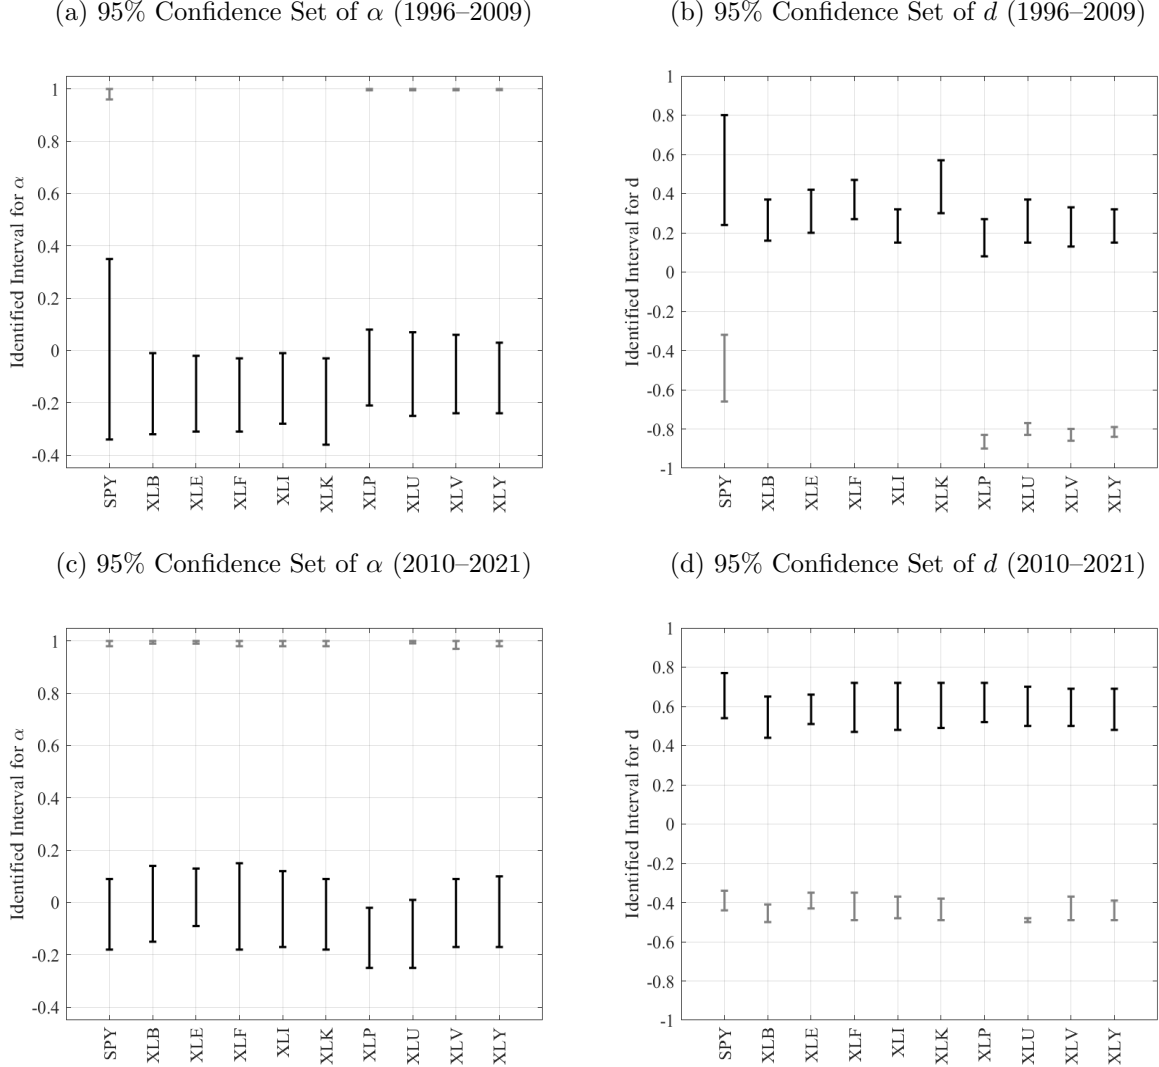 (a) 95% Confidence Set of α (1996–2009)
(b) 95% Confidence Set of d (1996–2009)
Identified Interval for α
1
0.8
0.6
0.4
0.2
0
-0.2
-0.4
SPY
XLB
XLE
XLF
XLI
XLK
XLP
XLU
XLV
XLY
Identified Interval for d
1
0.8
0.6
0.4
0.2
0
-0.2
-0.4
-0.6
-0.8
-1
SPY
XLB
XLE
XLF
XLI
XLK
XLP
XLU
XLV
XLY
(c) 95% Confidence Set of α (2010–2021)
(d) 95% Confidence Set of d (2010–2021)
Identified Interval for α
1
0.8
0.6
0.4
0.2
0
-0.2
-0.4
SPY
XLB
XLE
XLF
XLI
XLK
XLP
XLU
XLV
XLY
Identified Interval for d
1
0.8
0.6
0.4
0.2
0
-0.2
-0.4
-0.6
-0.8
-1
SPY
XLB
XLE
XLF
XLI
XLK
XLP
XLU
XLV
XLY